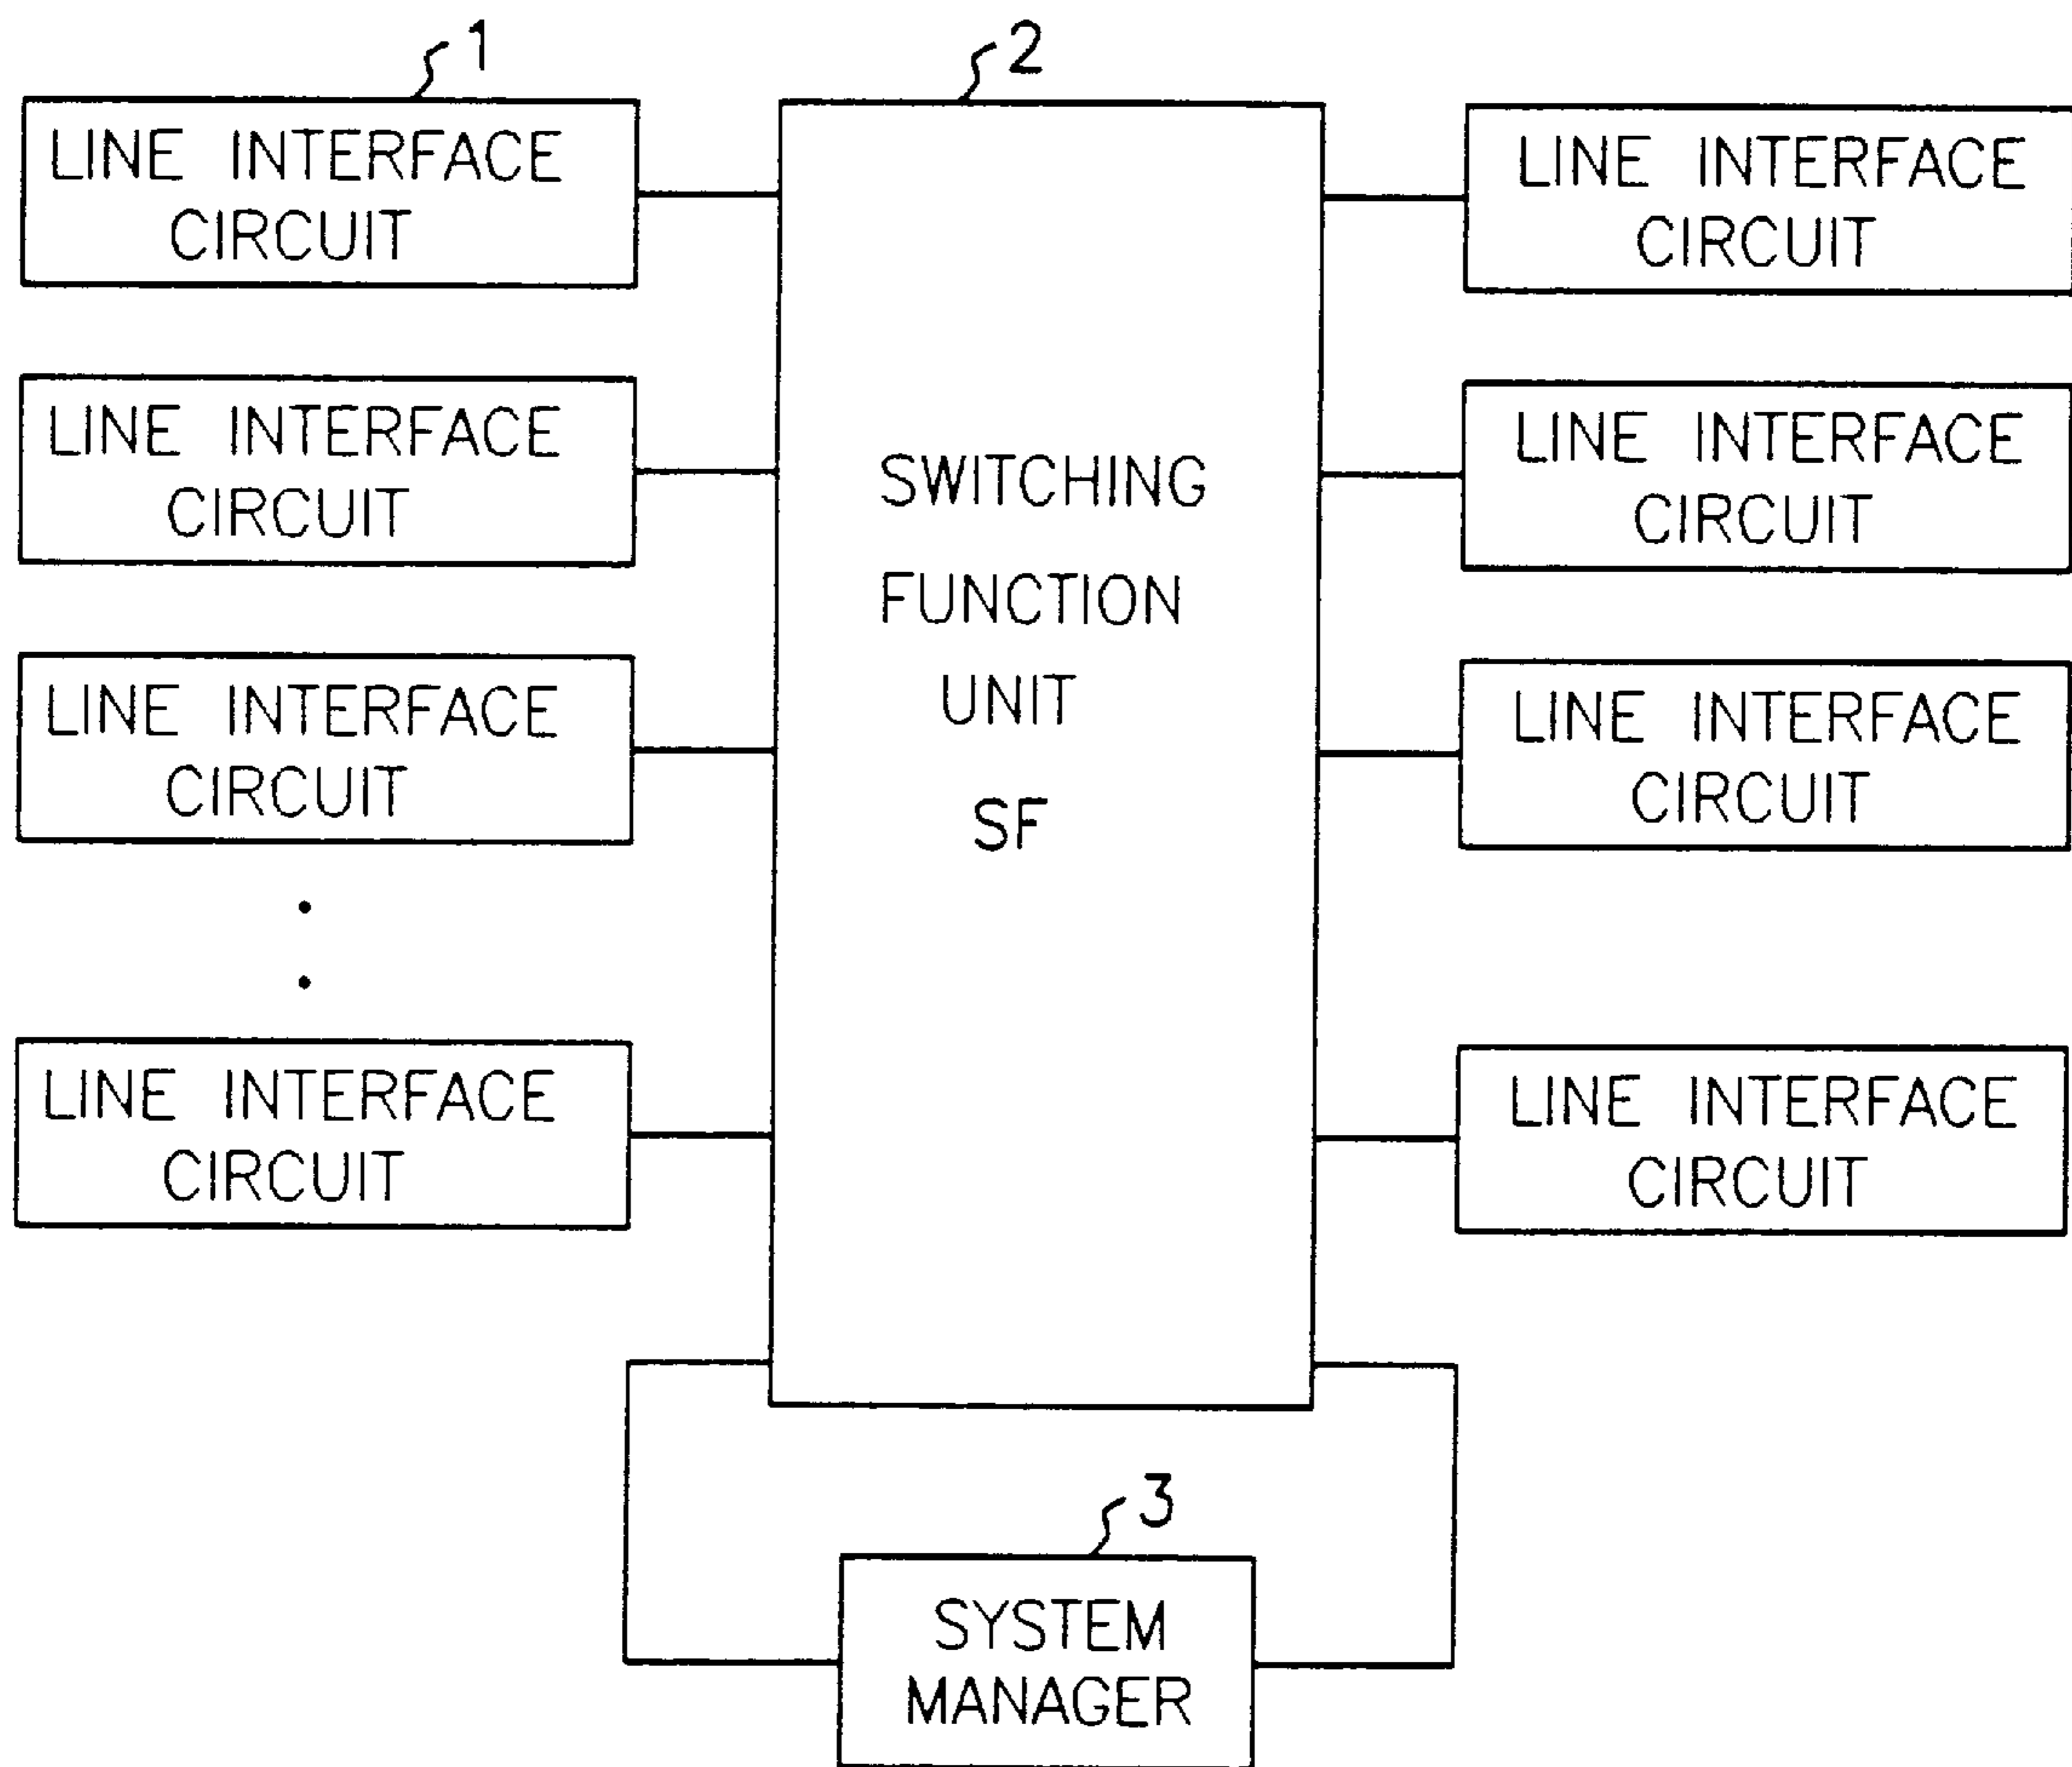 1
LINE INTERFACE
CIRCUIT
LINE INTERFACE
CIRCUIT
LINE INTERFACE
CIRCUIT
LINE INTERFACE
CIRCUIT
2
SWITCHING
FUNCTION
UNIT
SF
LINE INTERFACE
CIRCUIT
LINE INTERFACE
CIRCUIT
LINE INTERFACE
CIRCUIT
LINE INTERFACE
CIRCUIT
3
SYSTEM
MANAGER